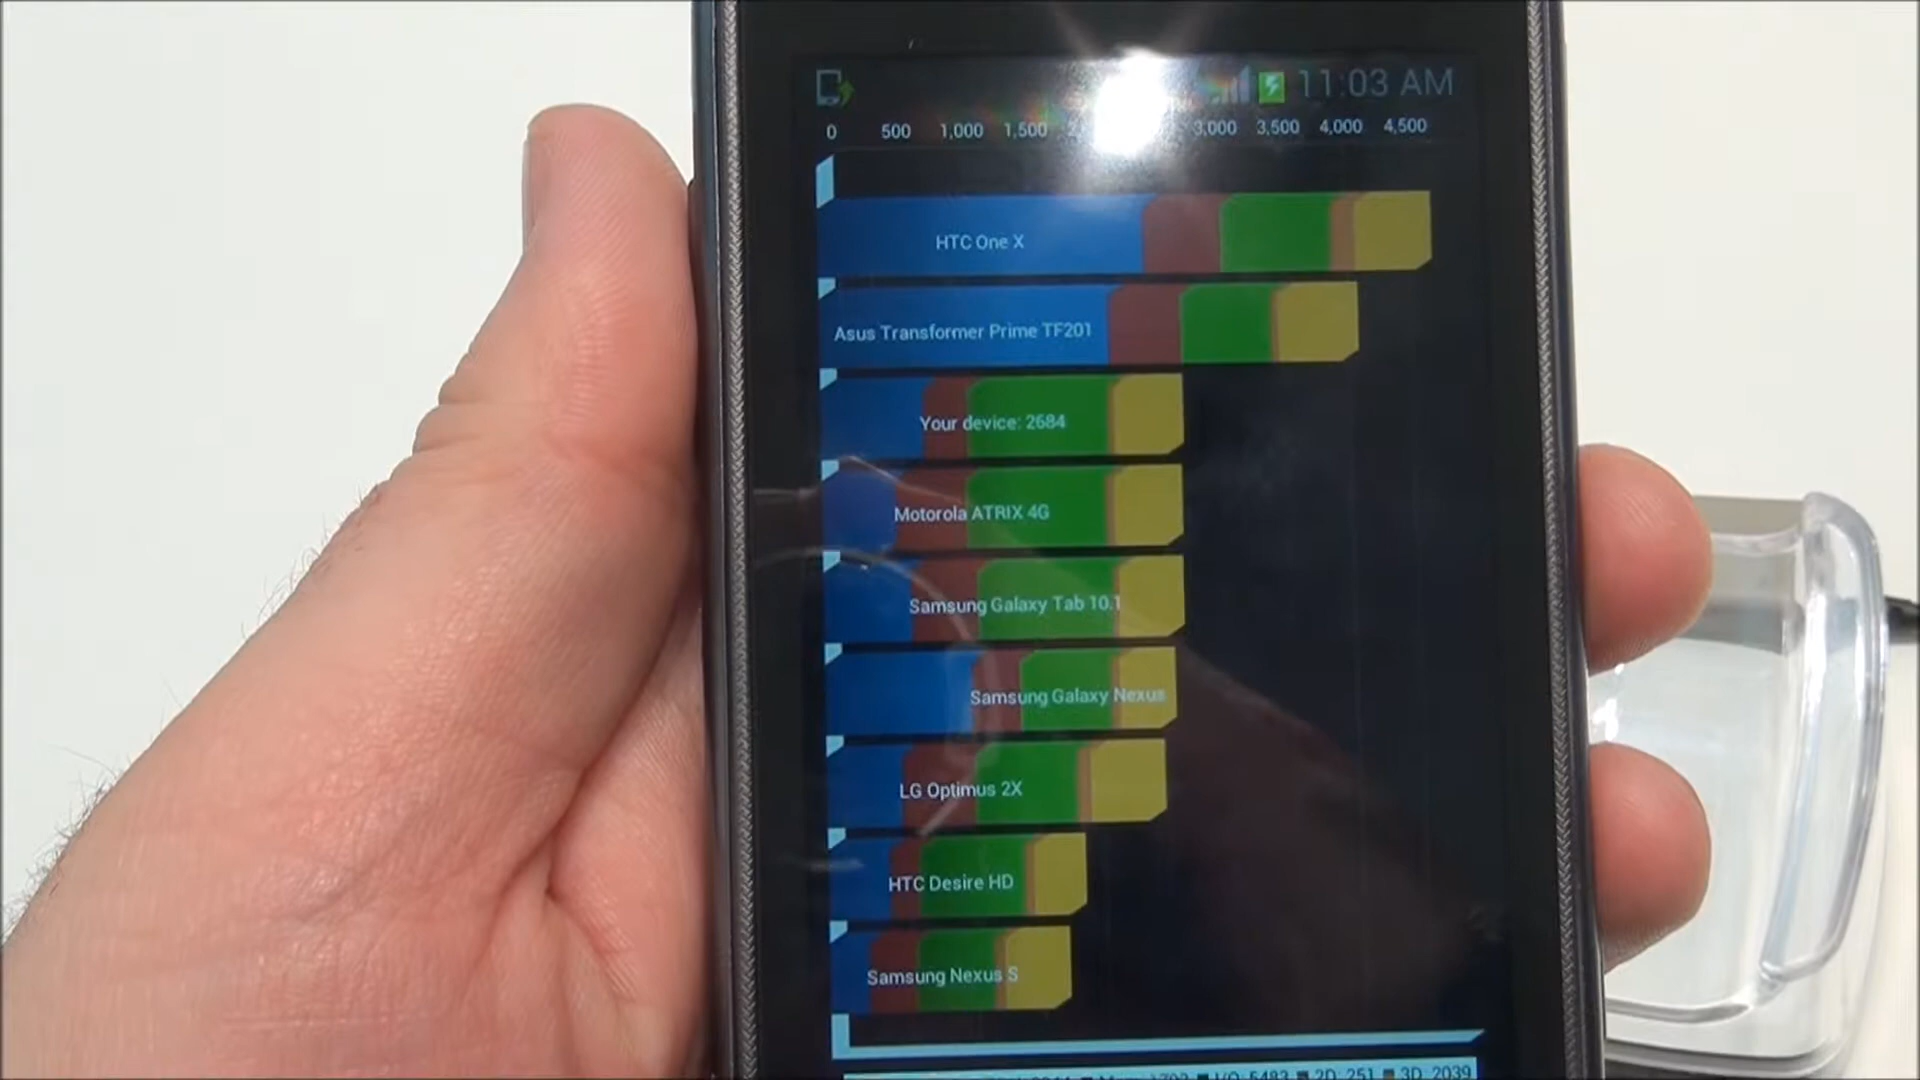 11:03 AM
0 500 1,000 1,500 3,000 3,500 4,000 4,500
HTC One X
Asus Transformer Prime TF201
Your device: 2684
Motorola ATRIX 4G
Samsung Galaxy Tab 10.1
Samsung Galaxy Nexus
LG Optimus 2X
HTC Desire HD
Samsung Nexus S
I/O: 5483 2D: 251 3D: 2039